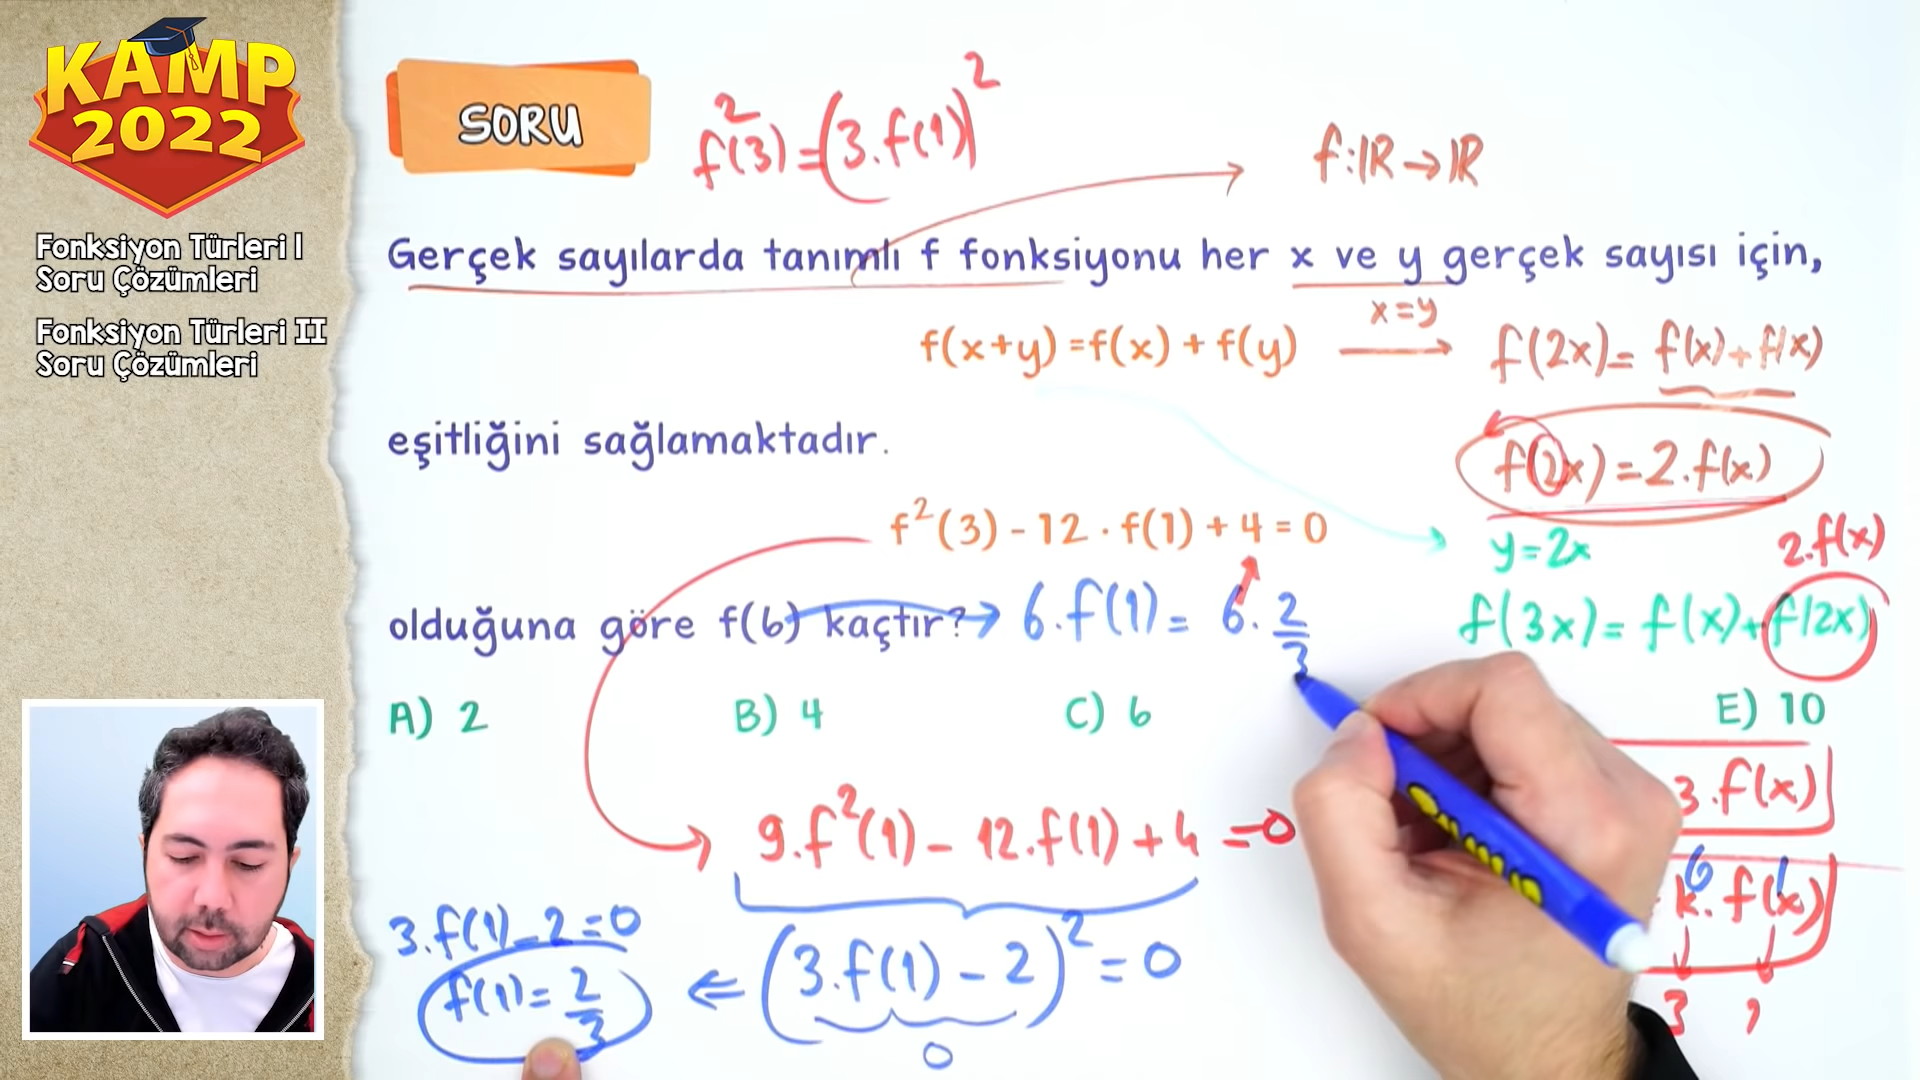 KAMP
2022
Fonksiyon Türleri I
Soru Çözümleri
Fonksiyon Türleri II
Soru Çözümleri
SORU
f²(3) = (3.f(1))²
f:ℝ→ℝ
Gerçek sayılarda tanımlı f fonksiyonu her x ve y gerçek sayısı için,
x=y
f(x+y) = f(x) + f(y)
f(2x) = f(x) + f(x)
eşitliğini sağlamaktadır.
f(2x) = 2.f(x)
f²(3) - 12 · f(1) + 4 = 0
y=2x
2.f(x)
olduğuna göre f(6) kaçtır? → 6.f(1) = 6. 2/3
f(3x) = f(x) + f(2x)
A) 2
B) 4
C) 6
E) 10
3.f(x)
9.f²(1) - 12.f(1) + 4 = 0
6 1
k.f(x)
3.f(1) - 2 = 0
f(1) = 2/3 ⇐ (3.f(1) - 2)² = 0
0
3